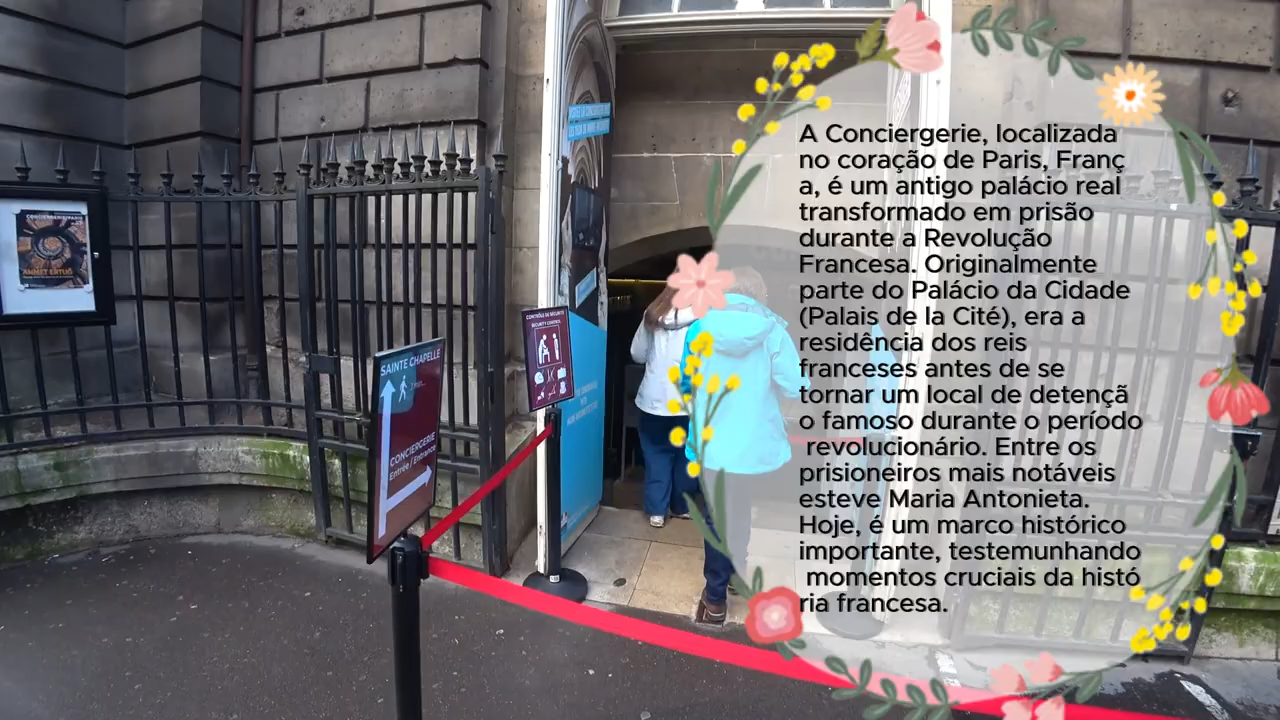 A Conciergerie, localizada
no coração de Paris, Franç
a, é um antigo palácio real
transformado em prisão
durante a Revolução
Francesa. Originalmente
parte do Palácio da Cidade
(Palais de la Cité), era a
residência dos reis
franceses antes de se
tornar um local de detençã
o famoso durante o período
revolucionário. Entre os
prisioneiros mais notáveis
esteve Maria Antonieta.
Hoje, é um marco histórico
importante, testemunhando
momentos cruciais da histó
ria francesa.
SAINTE CHAPELLE
CONCIERGERIE
Entrée / Entrance
CONTRÔLE DE SÉCURITÉ
SECURITY CONTROL